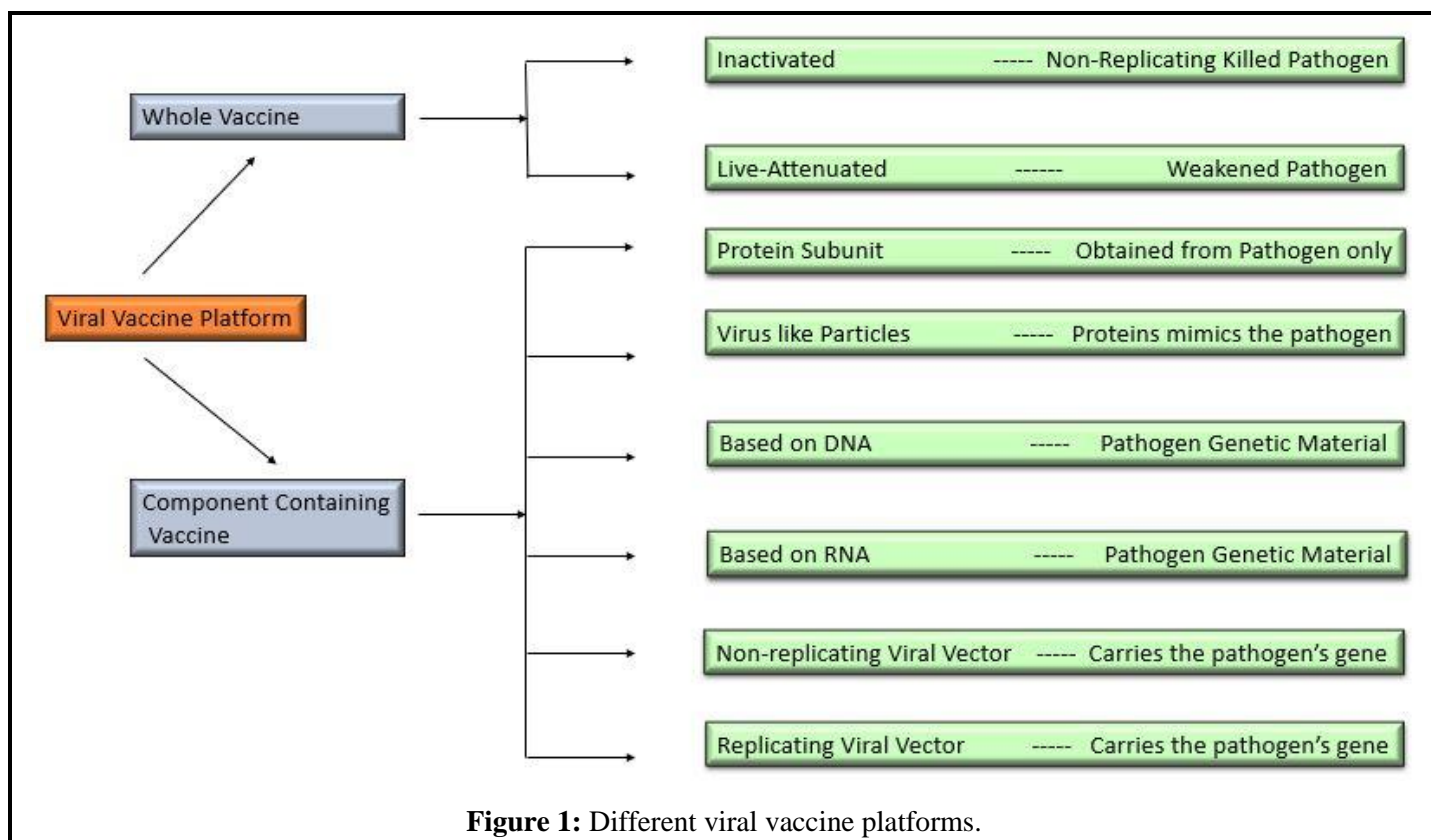 Inactivated ----- Non-Replicating Killed Pathogen
Whole Vaccine
Live-Attenuated ------ Weakened Pathogen
Protein Subunit ----- Obtained from Pathogen only
Viral Vaccine Platform
Virus like Particles ----- Proteins mimics the pathogen
Based on DNA ----- Pathogen Genetic Material
Component Containing
Vaccine
Based on RNA ----- Pathogen Genetic Material
Non-replicating Viral Vector ----- Carries the pathogen’s gene
Replicating Viral Vector ----- Carries the pathogen’s gene
Figure 1: Different viral vaccine platforms.